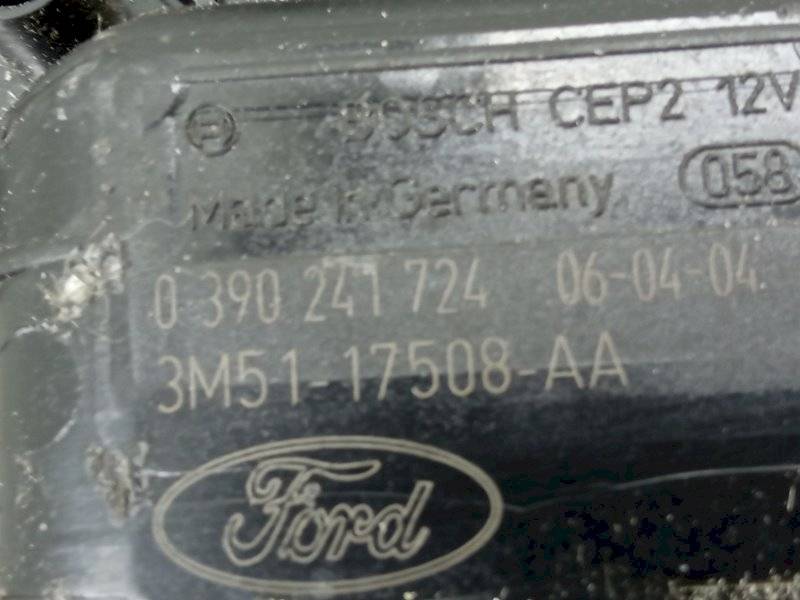 BOSCH CEP2 12V
Made in Germany 058
0 390 241 724 06-04-04
3M51-17508-AA
Ford